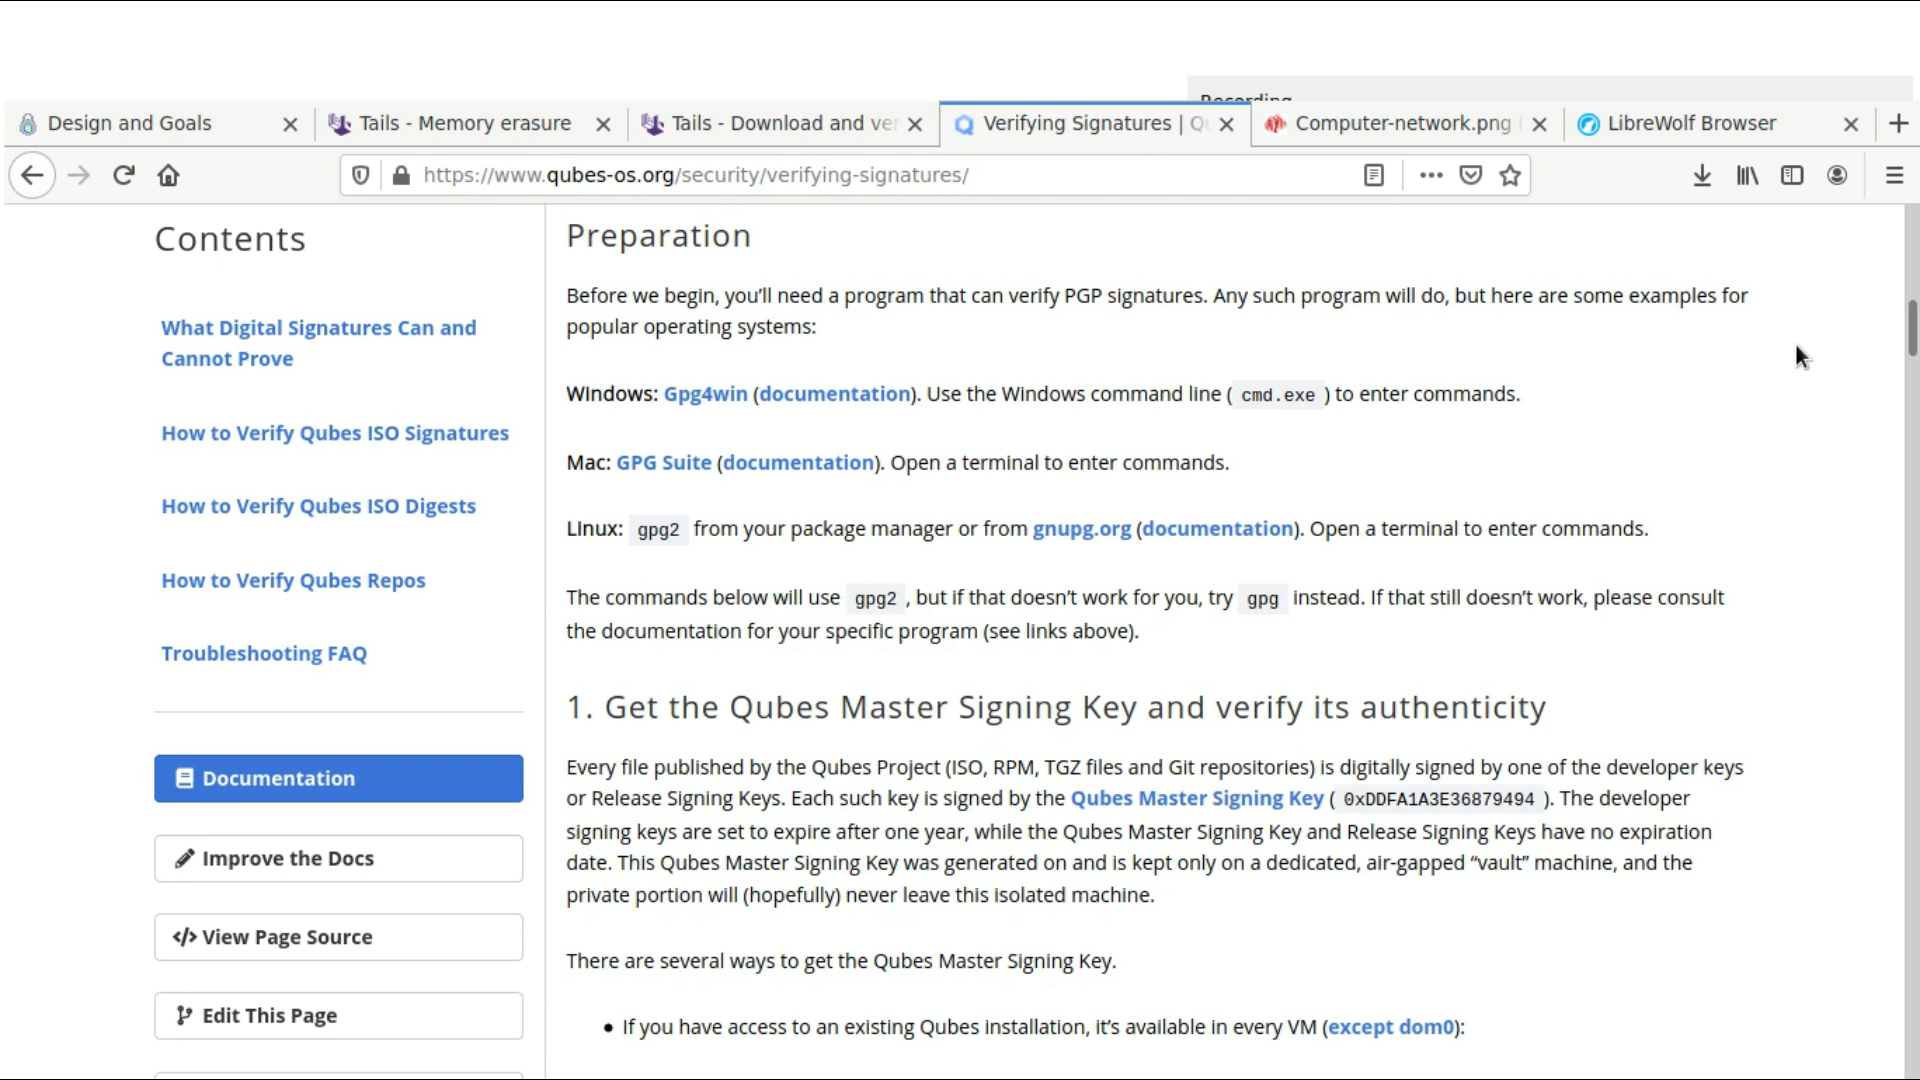 Recording
Design and Goals
Tails - Memory erasure
Tails - Download and ver
Verifying Signatures | Q
Computer-network.png (
LibreWolf Browser
https://www.qubes-os.org/security/verifying-signatures/
Contents
What Digital Signatures Can and
Cannot Prove
How to Verify Qubes ISO Signatures
How to Verify Qubes ISO Digests
How to Verify Qubes Repos
Troubleshooting FAQ
Documentation
Improve the Docs
</> View Page Source
Edit This Page
Preparation
Before we begin, you’ll need a program that can verify PGP signatures. Any such program will do, but here are some examples for
popular operating systems:
Windows: Gpg4win (documentation). Use the Windows command line ( cmd.exe ) to enter commands.
Mac: GPG Suite (documentation). Open a terminal to enter commands.
Linux: gpg2 from your package manager or from gnupg.org (documentation). Open a terminal to enter commands.
The commands below will use gpg2 , but if that doesn’t work for you, try gpg instead. If that still doesn’t work, please consult
the documentation for your specific program (see links above).
1. Get the Qubes Master Signing Key and verify its authenticity
Every file published by the Qubes Project (ISO, RPM, TGZ files and Git repositories) is digitally signed by one of the developer keys
or Release Signing Keys. Each such key is signed by the Qubes Master Signing Key ( 0xDDFA1A3E36879494 ). The developer
signing keys are set to expire after one year, while the Qubes Master Signing Key and Release Signing Keys have no expiration
date. This Qubes Master Signing Key was generated on and is kept only on a dedicated, air-gapped “vault” machine, and the
private portion will (hopefully) never leave this isolated machine.
There are several ways to get the Qubes Master Signing Key.
• If you have access to an existing Qubes installation, it’s available in every VM (except dom0):